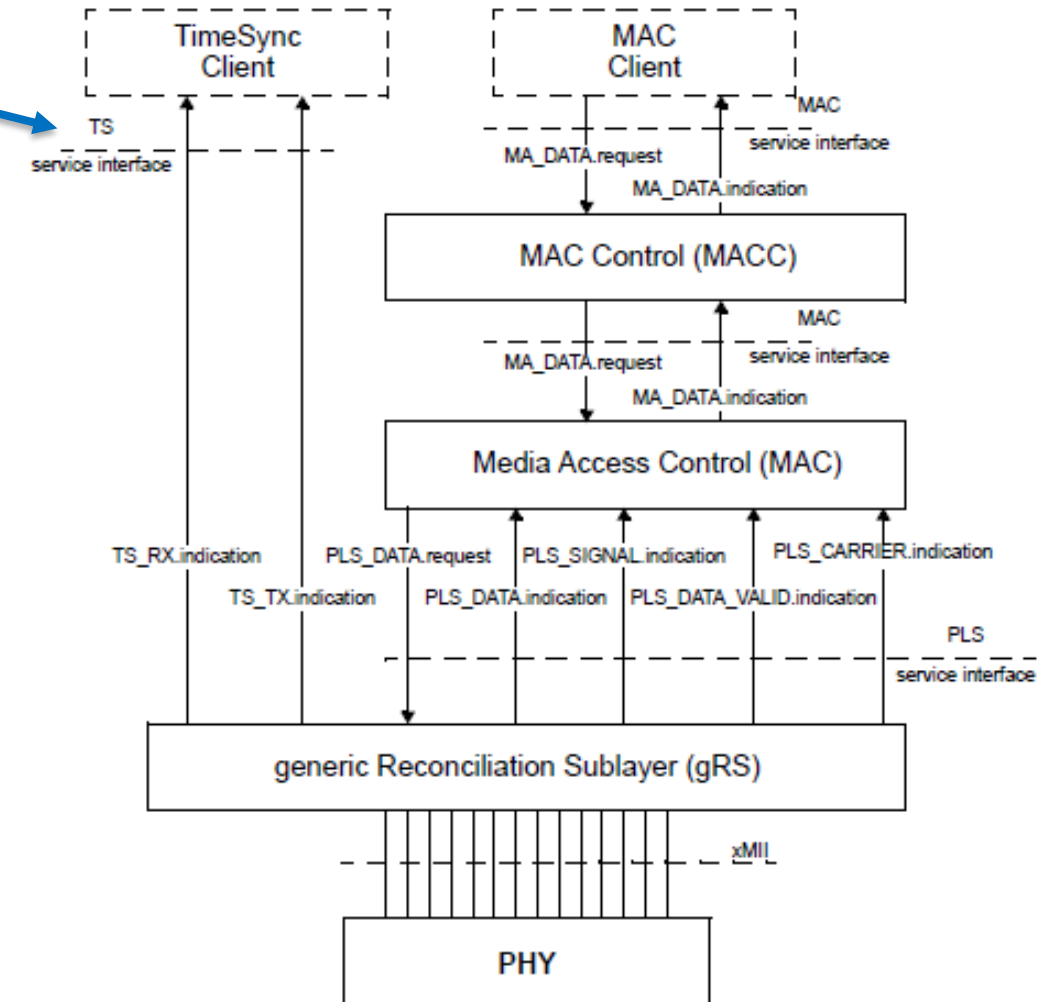 TimeSync
Client
MAC
Client
TS
service interface
MAC
service interface
MA_DATA.request
MA_DATA.indication
MAC Control (MACC)
MAC
service interface
MA_DATA.request
MA_DATA.indication
Media Access Control (MAC)
TS_RX.indication
PLS_DATA.request
PLS_SIGNAL.indication
PLS_CARRIER.indication
TS_TX.indication
PLS_DATA.indication
PLS_DATA_VALID.indication
PLS
service interface
generic Reconciliation Sublayer (gRS)
xMII
PHY